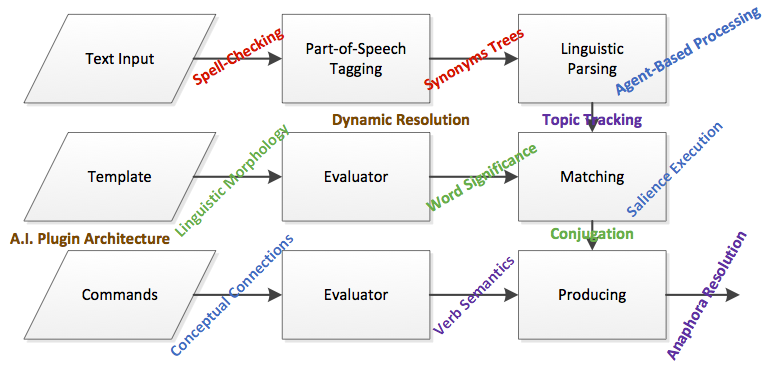 Text Input
Spell-Checking
Part-of-Speech
Tagging
Synonyms Trees
Linguistic
Parsing
Agent-Based Processing
Dynamic Resolution
Topic Tracking
Template
Linguistic Morphology
Evaluator
Word Significance
Matching
Salience Execution
A.I. Plugin Architecture
Conjugation
Commands
Conceptual Connections
Evaluator
Verb Semantics
Producing
Anaphora Resolution